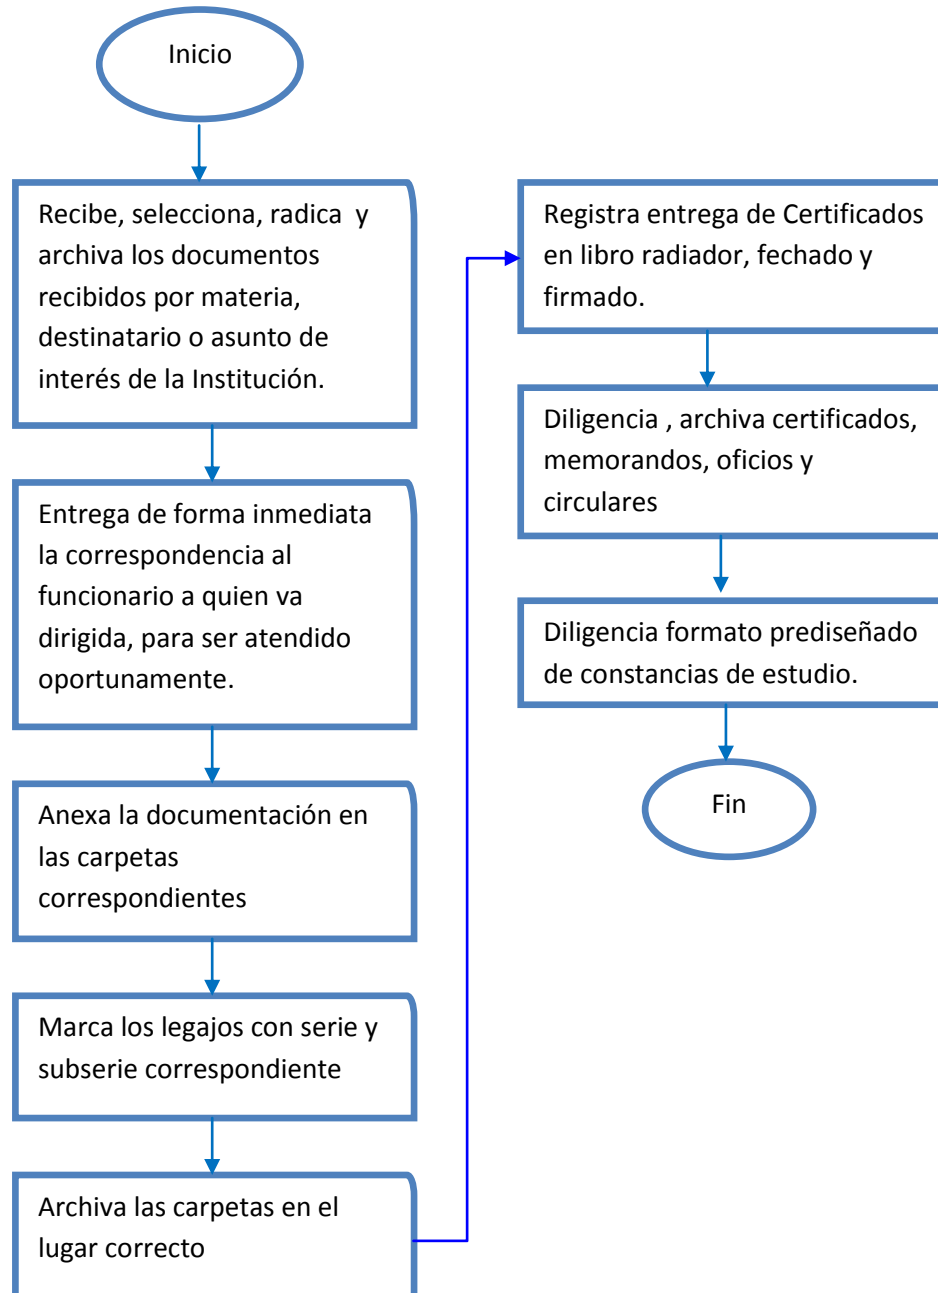 Inicio
Recibe, selecciona, radica y
archiva los documentos
recibidos por materia,
destinatario o asunto de
interés de la Institución.
Entrega de forma inmediata
la correspondencia al
funcionario a quien va
dirigida, para ser atendido
oportunamente.
Anexa la documentación en
las carpetas
correspondientes
Marca los legajos con serie y
subserie correspondiente
Archiva las carpetas en el
lugar correcto
Registra entrega de Certificados
en libro radiador, fechado y
firmado.
Diligencia , archiva certificados,
memorandos, oficios y
circulares
Diligencia formato prediseñado
de constancias de estudio.
Fin